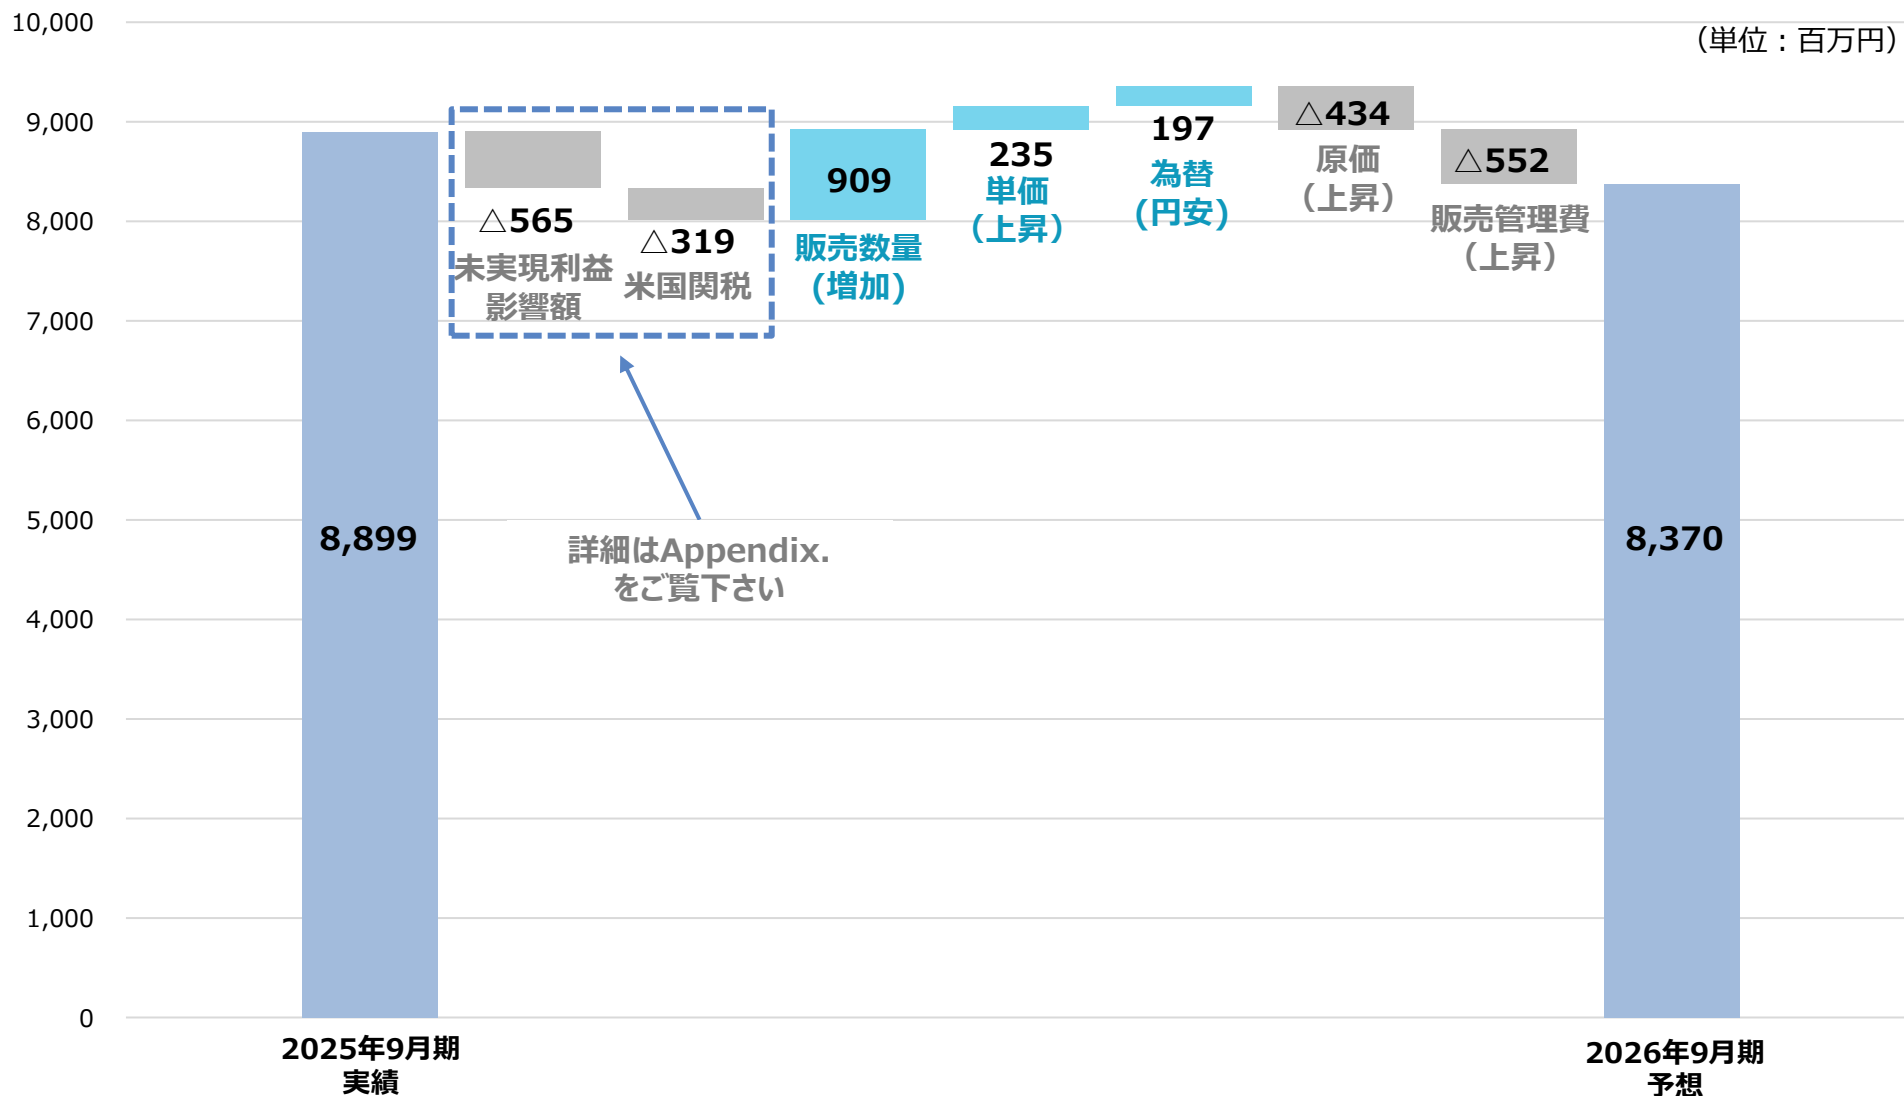 (単位:百万円)
10,000
9,000
8,000
7,000
6,000
5,000
4,000
3,000
2,000
1,000
0
8,899
△565
未実現利益
影響額
△319
米国関税
909
販売数量
(増加)
235
単価
(上昇)
197
為替
(円安)
△434
原価
(上昇)
△552
販売管理費
(上昇)
8,370
詳細はAppendix.
をご覧下さい
2025年9月期
実績
2026年9月期
予想